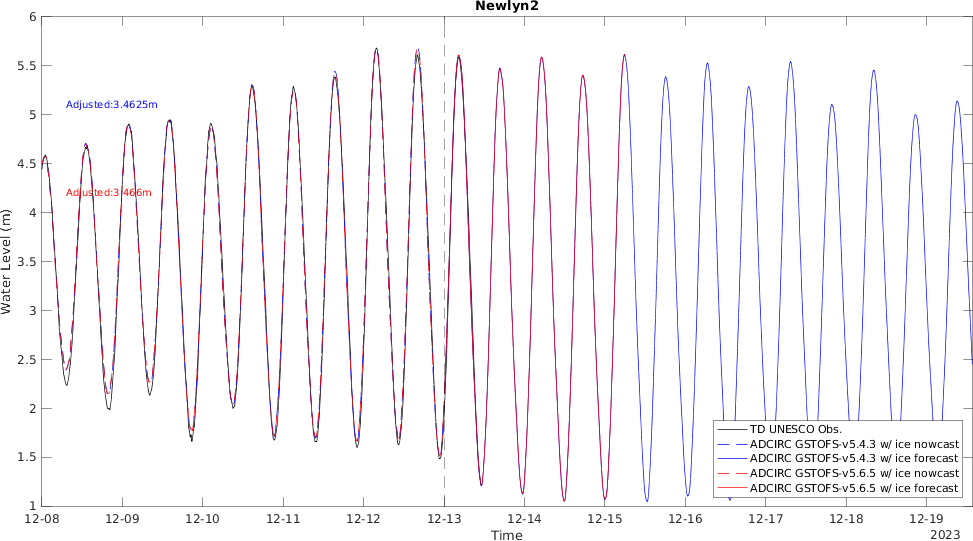 Newlyn2
6
5.5
5
4.5
4
3.5
3
2.5
2
1.5
1
Water Level (m)
Adjusted:3.4625m
Adjusted:3.466m
TD UNESCO Obs.
ADCIRC GSTOFS-v5.4.3 w/ ice nowcast
ADCIRC GSTOFS-v5.4.3 w/ ice forecast
ADCIRC GSTOFS-v5.6.5 w/ ice nowcast
ADCIRC GSTOFS-v5.6.5 w/ ice forecast
12-08 12-09 12-10 12-11 12-12 12-13 12-14 12-15 12-16 12-17 12-18 12-19
Time
2023